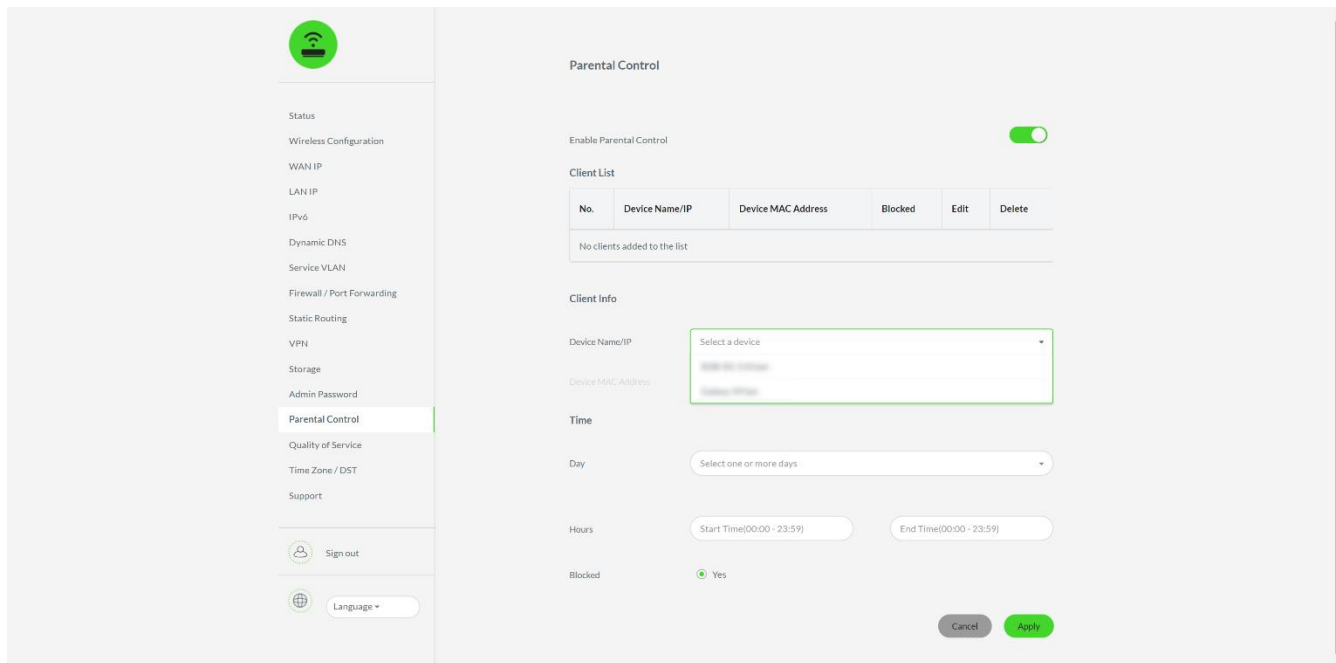 Status
Wireless Configuration
WAN IP
LAN IP
IPv6
Dynamic DNS
Service VLAN
Firewall / Port Forwarding
Static Routing
VPN
Storage
Admin Password
Parental Control
Quality of Service
Time Zone / DST
Support
Sign out
Language
Parental Control
Enable Parental Control
Client List
No. Device Name/IP Device MAC Address Blocked Edit Delete
No clients added to the list
Client Info
Device Name/IP Select a device
Device MAC Address
Time
Day Select one or more days
Hours Start Time(00:00 - 23:59) End Time(00:00 - 23:59)
Blocked Yes
Cancel Apply